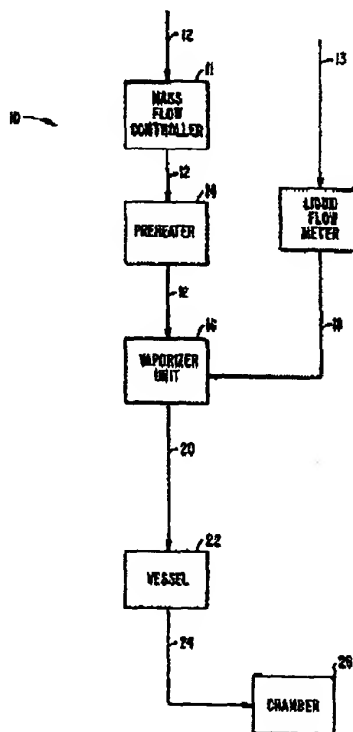 12
13
11
10
MASS
FLOW
CONTROLLER
12
14
PREHEATER
LIQUID
FLOW
METER
12
16
18
VAPORIZER
UNIT
20
22
VESSEL
24
26
CHAMBER